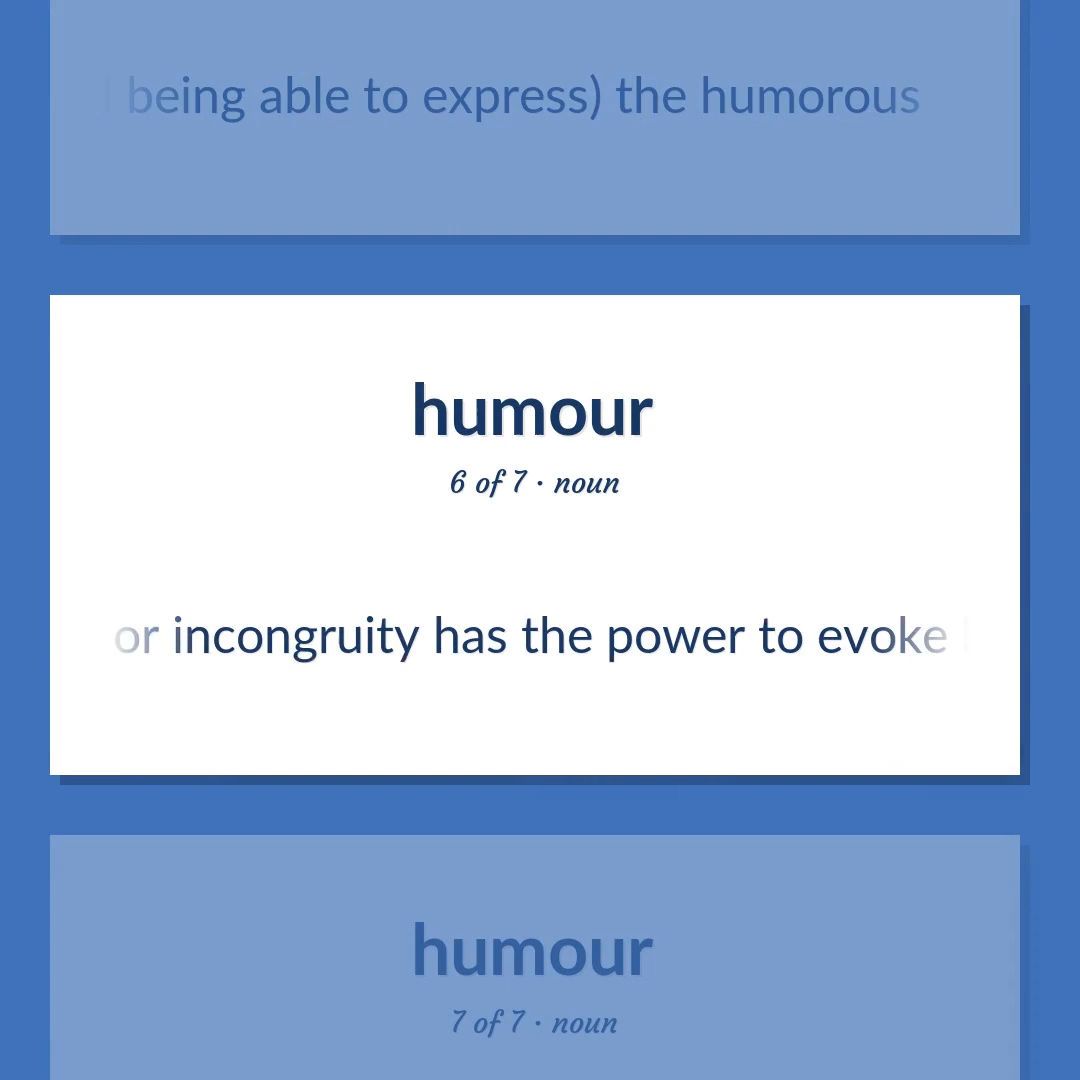 being able to express) the humorous
humour
6 of 7 · noun
or incongruity has the power to evoke
humour
7 of 7 · noun